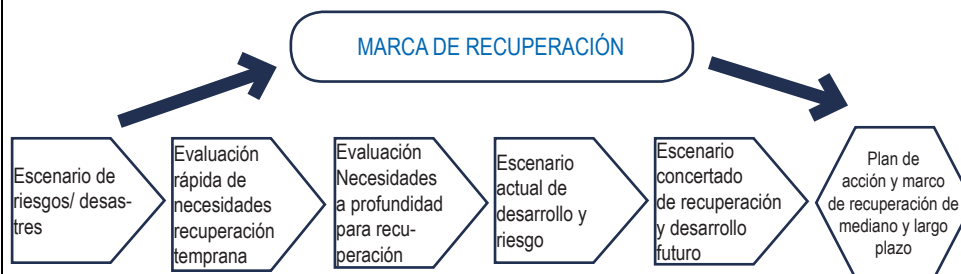 MARCA DE RECUPERACIÓN
Escenario de
riesgos/ desas-
tres
Evaluación
rápida de
necesidades
recuperación
temprana
Evaluación
Necesidades
a profundidad
para recu-
peración
Escenario
actual de
desarrollo y
riesgo
Escenario
concertado
de recuperación
y desarrollo
futuro
Plan de
acción y marco
de recuperación de
mediano y largo
plazo